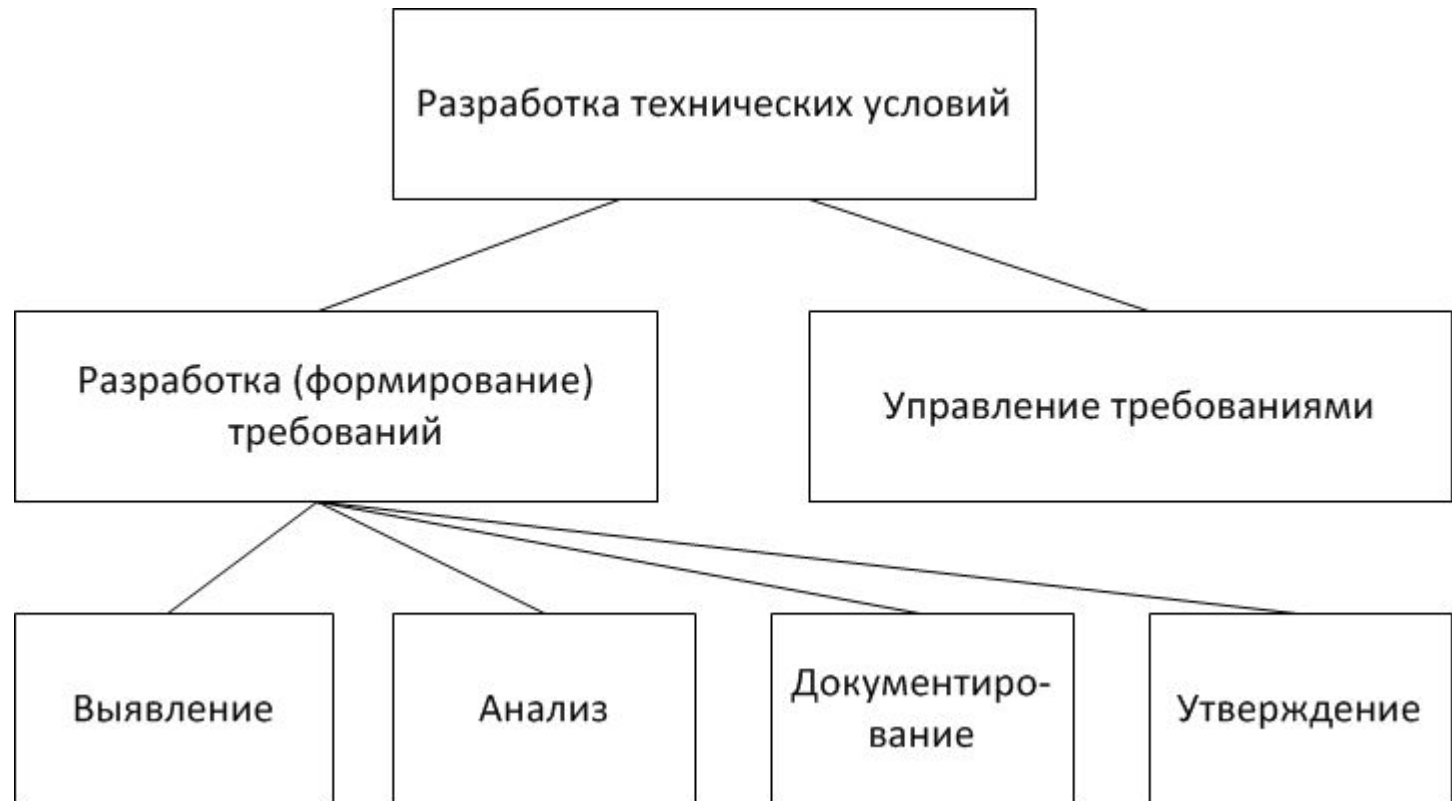 Разработка технических условий
Разработка (формирование)
требований
Управление требованиями
Выявление
Анализ
Документиро-
вание
Утверждение